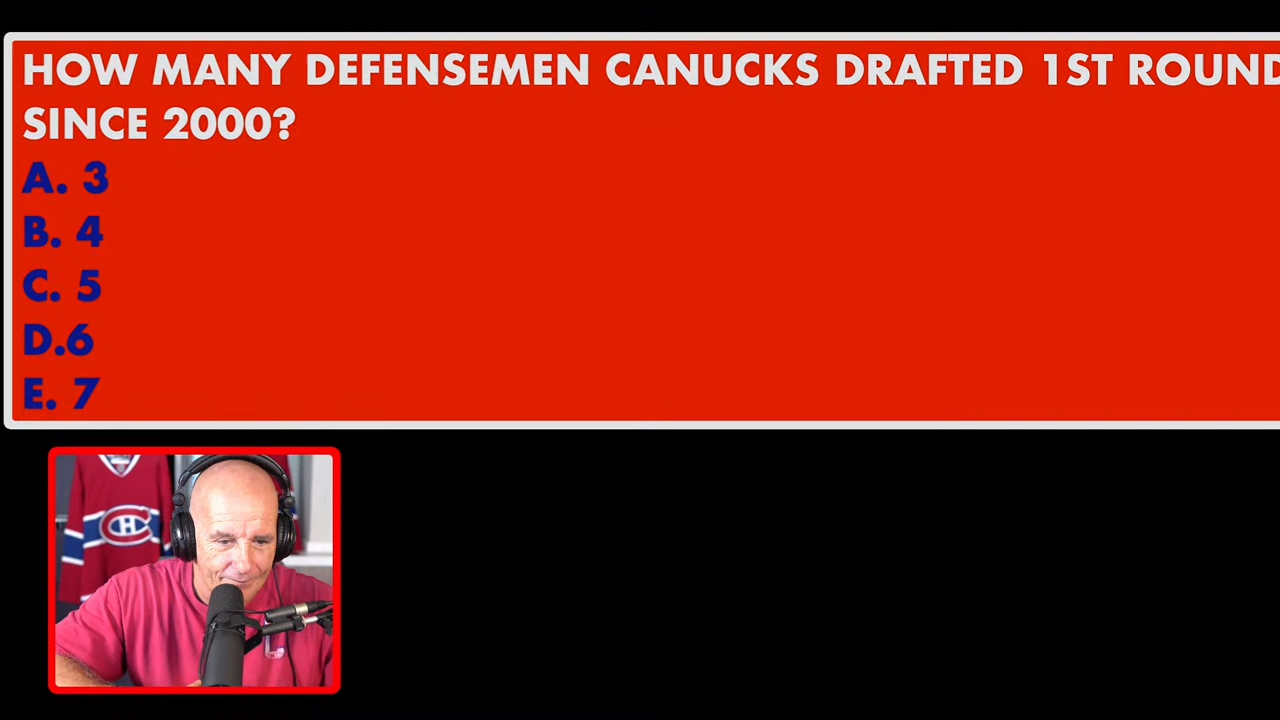 HOW MANY DEFENSEMEN CANUCKS DRAFTED 1ST ROUND
SINCE 2000?
A. 3
B. 4
C. 5
D.6
E. 7